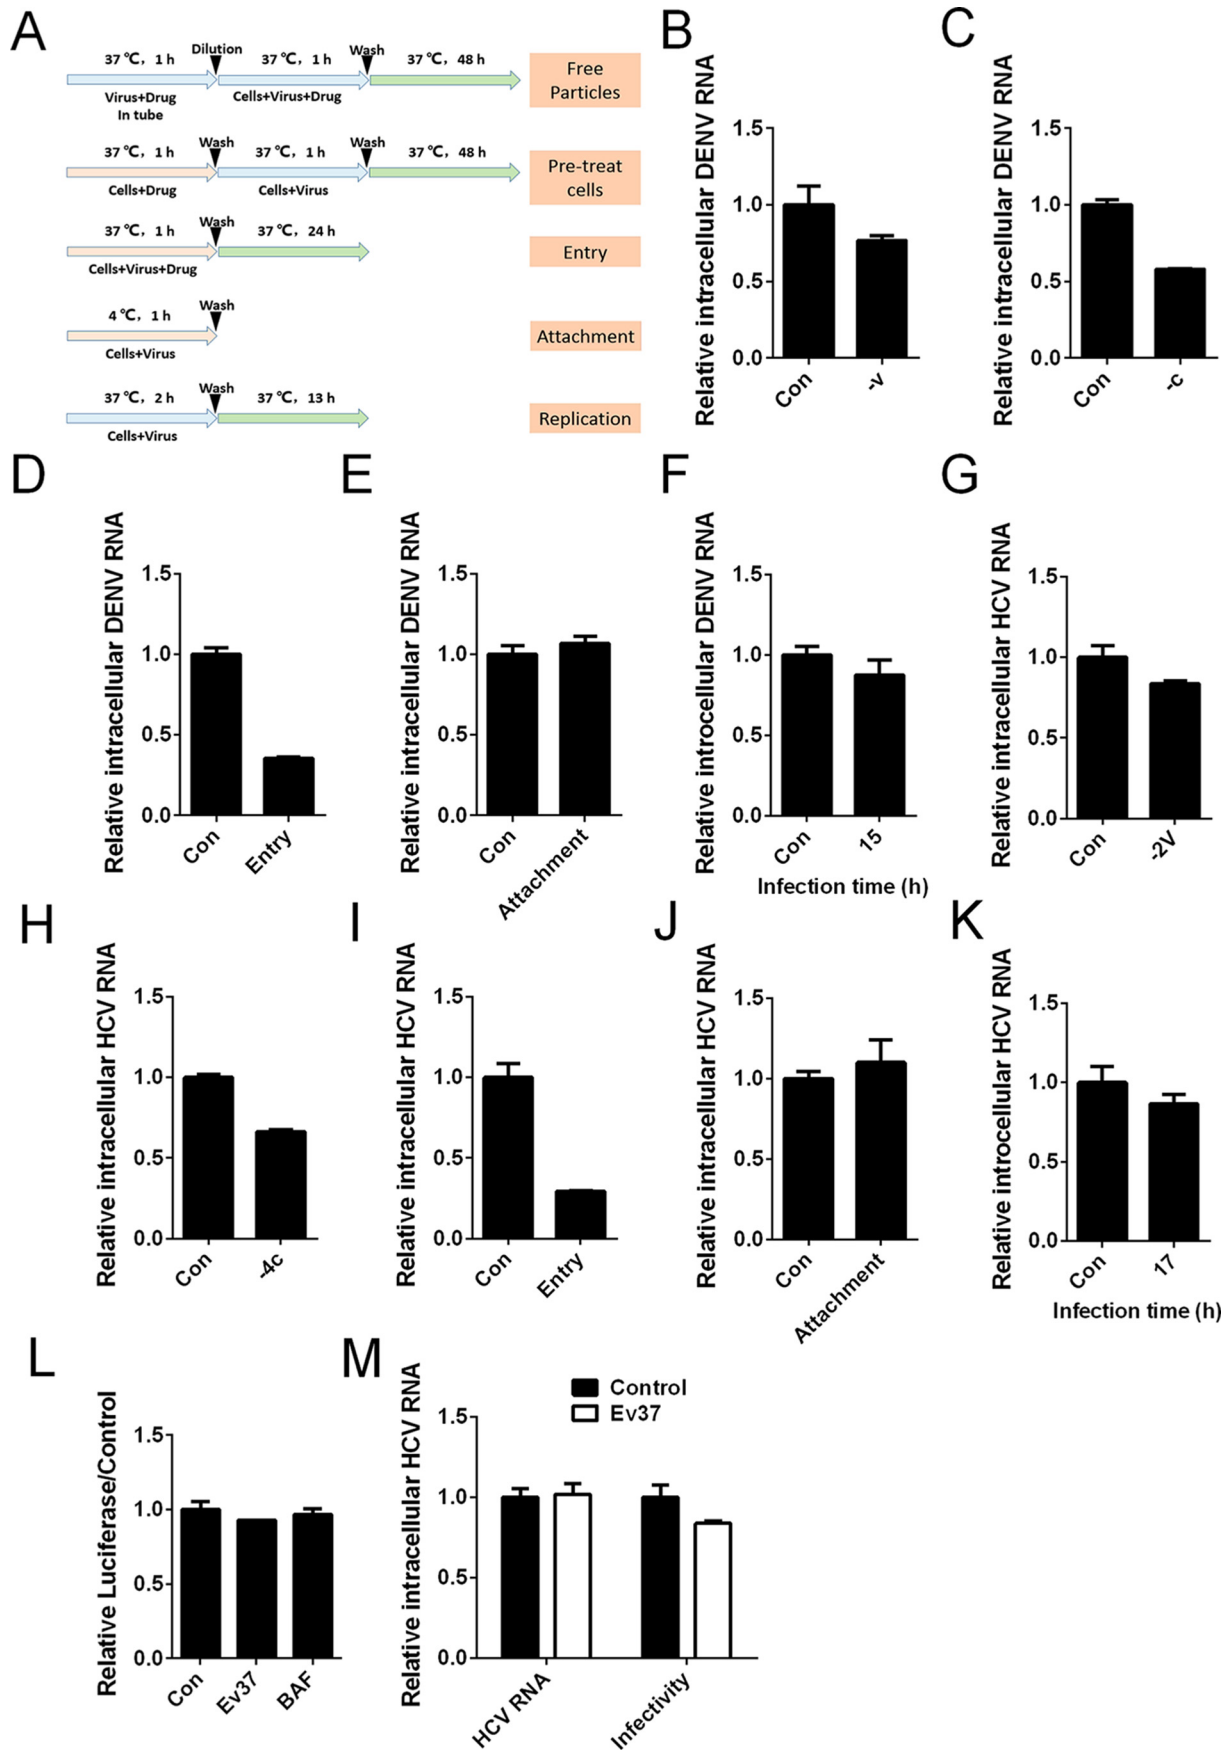 A
37 ℃, 1 h
Dilution
37 ℃, 1 h
Wash
37 ℃, 48 h
Virus+Drug
In tube
Cells+Virus+Drug
Free
Particles
37 ℃, 1 h
Wash
37 ℃, 1 h
Wash
37 ℃, 48 h
Cells+Drug
Cells+Virus
Pre-treat
cells
37 ℃, 1 h
Wash
37 ℃, 24 h
Cells+Virus+Drug
Entry
4 ℃, 1 h
Wash
Cells+Virus
Attachment
37 ℃, 2 h
Wash
37 ℃, 13 h
Cells+Virus
Replication
B
Relative intracellular DENV RNA
1.5
1.0
0.5
0.0
Con
-v
C
Relative intracellular DENV RNA
1.5
1.0
0.5
0.0
Con
-c
D
Relative intracellular DENV RNA
1.5
1.0
0.5
0.0
Con
Entry
E
Relative intracellular DENV RNA
1.5
1.0
0.5
0.0
Con
Attachment
F
Relative introcellular DENV RNA
1.5
1.0
0.5
0.0
Con
15
Infection time (h)
G
Relative intracellular HCV RNA
1.5
1.0
0.5
0.0
Con
-2V
H
Relative intracellular HCV RNA
1.5
1.0
0.5
0.0
Con
-4c
I
Relative intracellular HCV RNA
1.5
1.0
0.5
0.0
Con
Entry
J
Relative intracellular HCV RNA
1.5
1.0
0.5
0.0
Con
Attachment
K
Relative introcellular HCV RNA
1.5
1.0
0.5
0.0
Con
17
Infection time (h)
L
Relative Luciferase/Control
1.5
1.0
0.5
0.0
Con
Ev37
BAF
M
Relative intracellular HCV RNA
Control
Ev37
1.5
1.0
0.5
0.0
HCV RNA
Infectivity